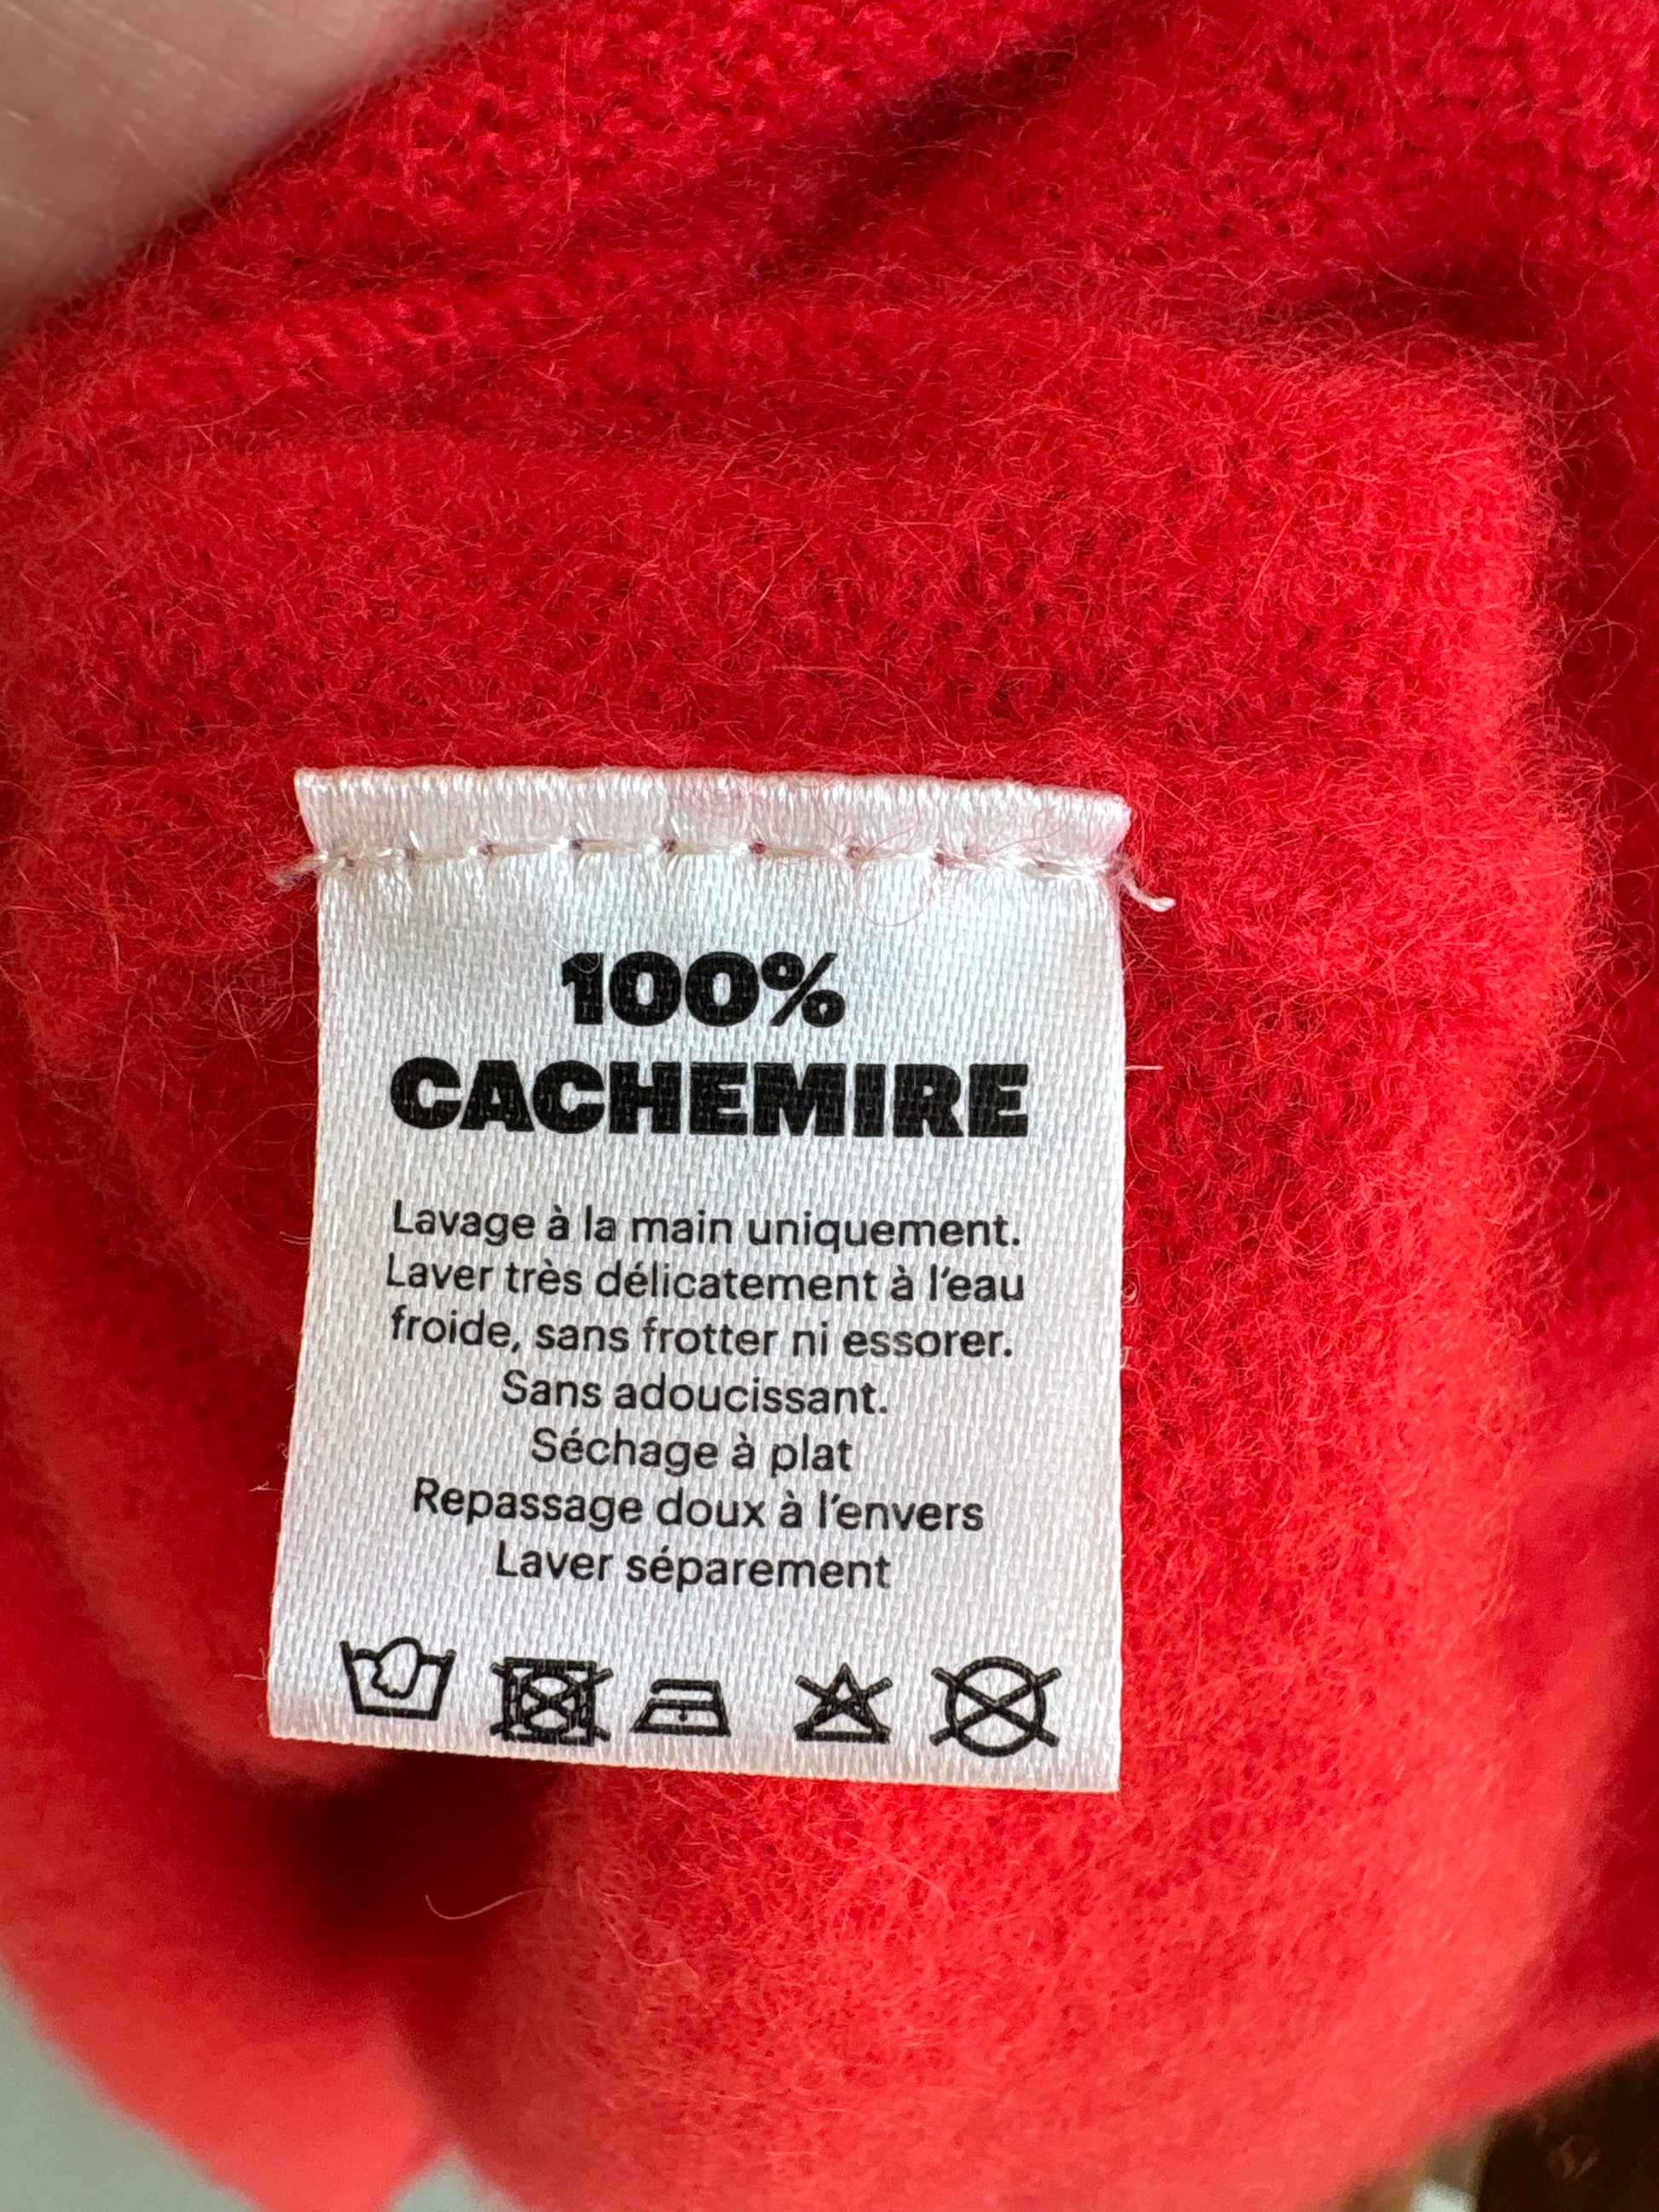 100%
CACHEMIRE
Lavage à la main uniquement.
Laver très délicatement à l'eau
froide, sans frotter ni essorer.
Sans adoucissant.
Séchage à plat
Repassage doux à l'envers
Laver séparement